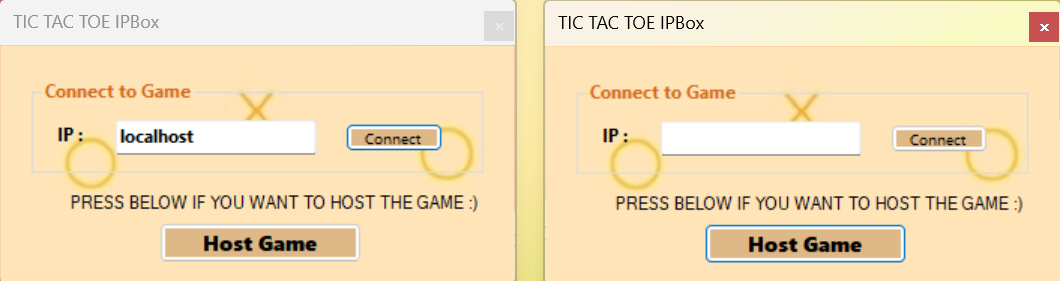 TIC TAC TOE IPBox
Connect to Game
IP :
localhost
Connect
PRESS BELOW IF YOU WANT TO HOST THE GAME :)
Host Game
TIC TAC TOE IPBox
Connect to Game
IP :
Connect
PRESS BELOW IF YOU WANT TO HOST THE GAME :)
Host Game